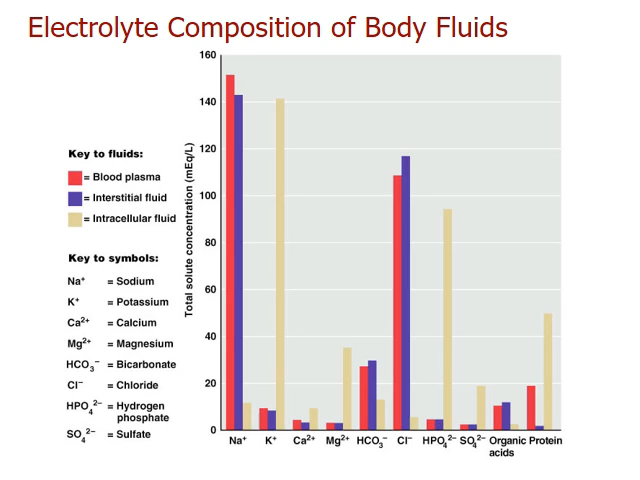 Electrolyte Composition of Body Fluids
160
140
120
100
80
60
40
20
0
Total solute concentration (mEq/L)
Key to fluids:
= Blood plasma
= Interstitial fluid
= Intracellular fluid
Key to symbols:
Na⁺ = Sodium
K⁺ = Potassium
Ca²⁺ = Calcium
Mg²⁺ = Magnesium
HCO₃⁻ = Bicarbonate
Cl⁻ = Chloride
HPO₄²⁻ = Hydrogen
phosphate
SO₄²⁻ = Sulfate
Na⁺ K⁺ Ca²⁺ Mg²⁺ HCO₃⁻ Cl⁻ HPO₄²⁻ SO₄²⁻ Organic Protein
acids